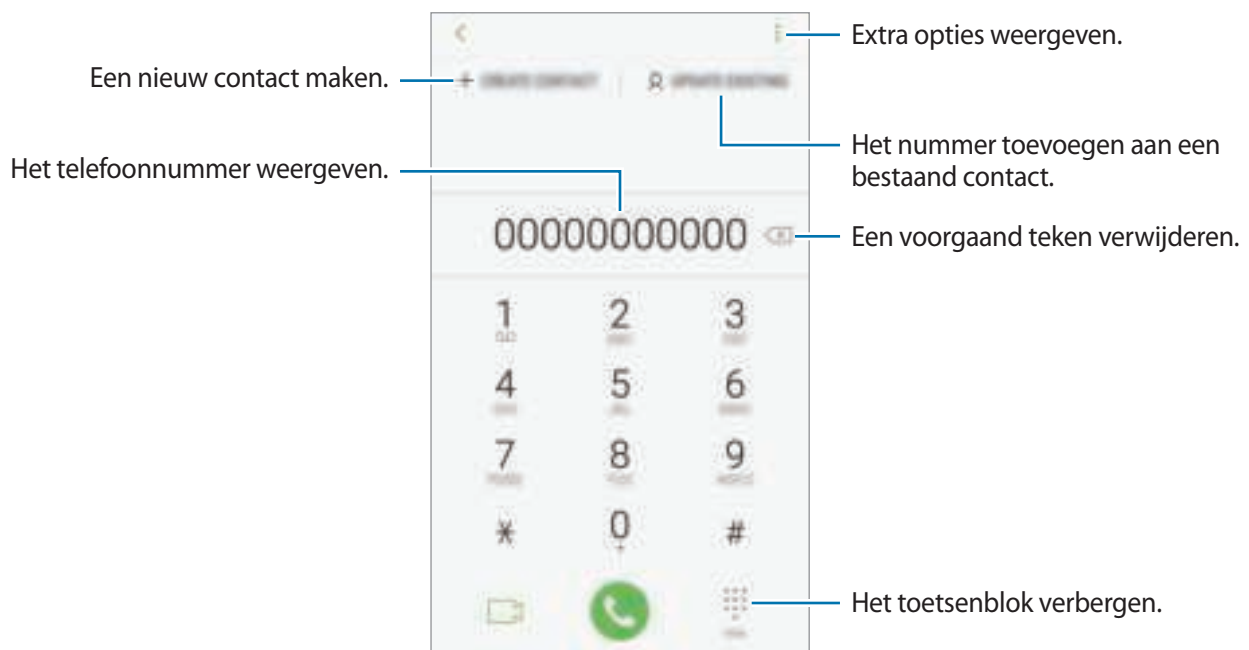 Extra opties weergeven.
Een nieuw contact maken.
Het nummer toevoegen aan een
bestaand contact.
Het telefoonnummer weergeven.
00000000000
Een voorgaand teken verwijderen.
1 2 3
4 5 6
7 8 9
* 0 #
+
Het toetsenblok verbergen.